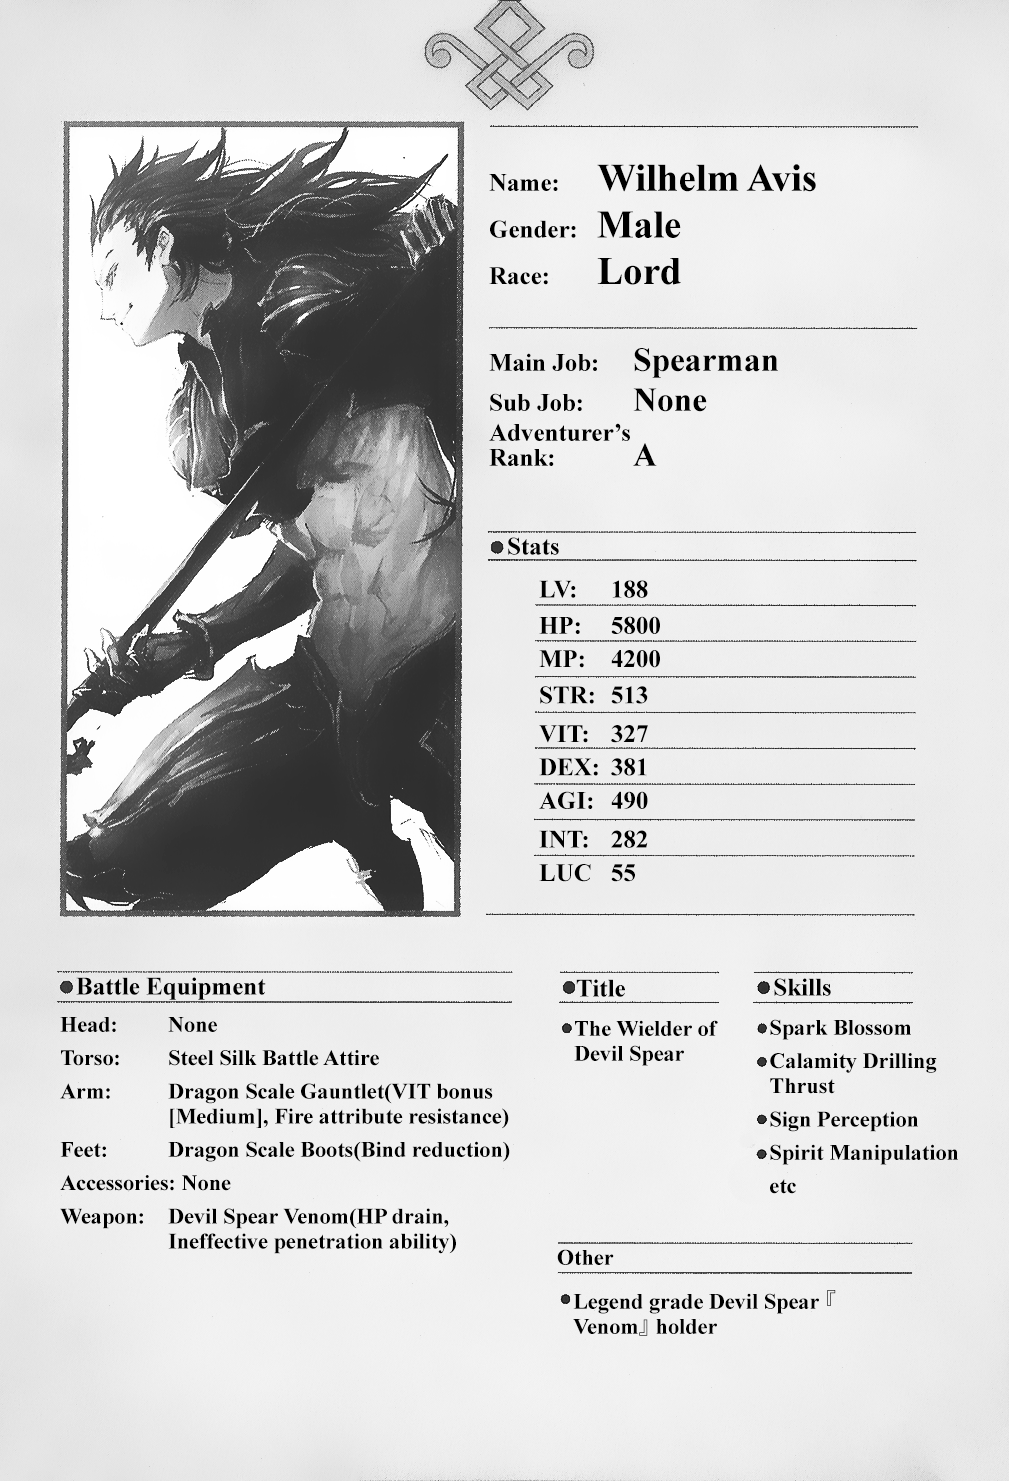 Name: Wilhelm Avis
Gender: Male
Race: Lord
Main Job: Spearman
Sub Job: None
Adventurer's
Rank: A
●Stats
LV: 188
HP: 5800
MP: 4200
STR: 513
VIT: 327
DEX: 381
AGI: 490
INT: 282
LUC 55
●Battle Equipment
Head: None
Torso: Steel Silk Battle Attire
Arm: Dragon Scale Gauntlet(VIT bonus
[Medium], Fire attribute resistance)
Feet: Dragon Scale Boots(Bind reduction)
Accessories: None
Weapon: Devil Spear Venom(HP drain,
Ineffective penetration ability)
●Title
●The Wielder of
Devil Spear
●Skills
●Spark Blossom
●Calamity Drilling
Thrust
●Sign Perception
●Spirit Manipulation
etc
Other
●Legend grade Devil Spear『
Venom』holder